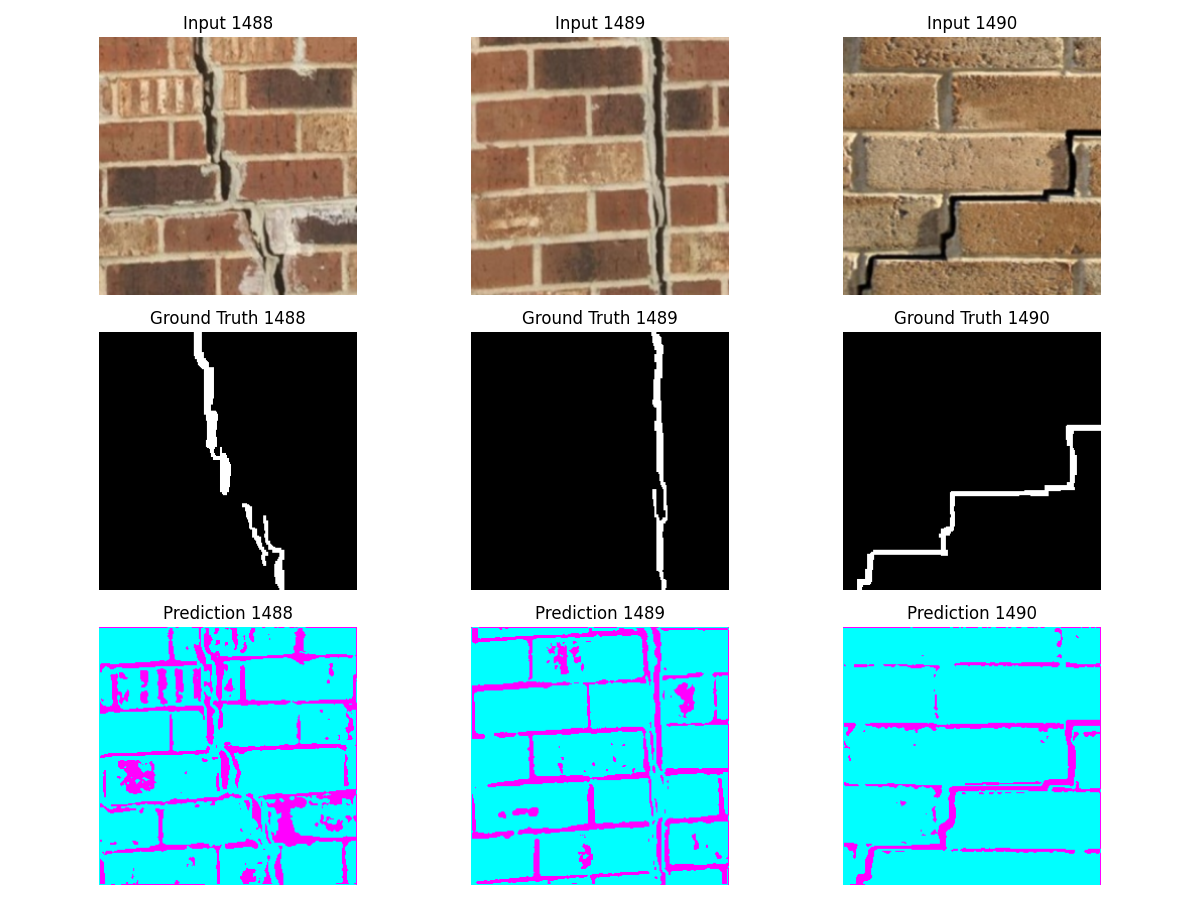 Input 1488
Input 1489
Input 1490
Ground Truth 1488
Ground Truth 1489
Ground Truth 1490
Prediction 1488
Prediction 1489
Prediction 1490